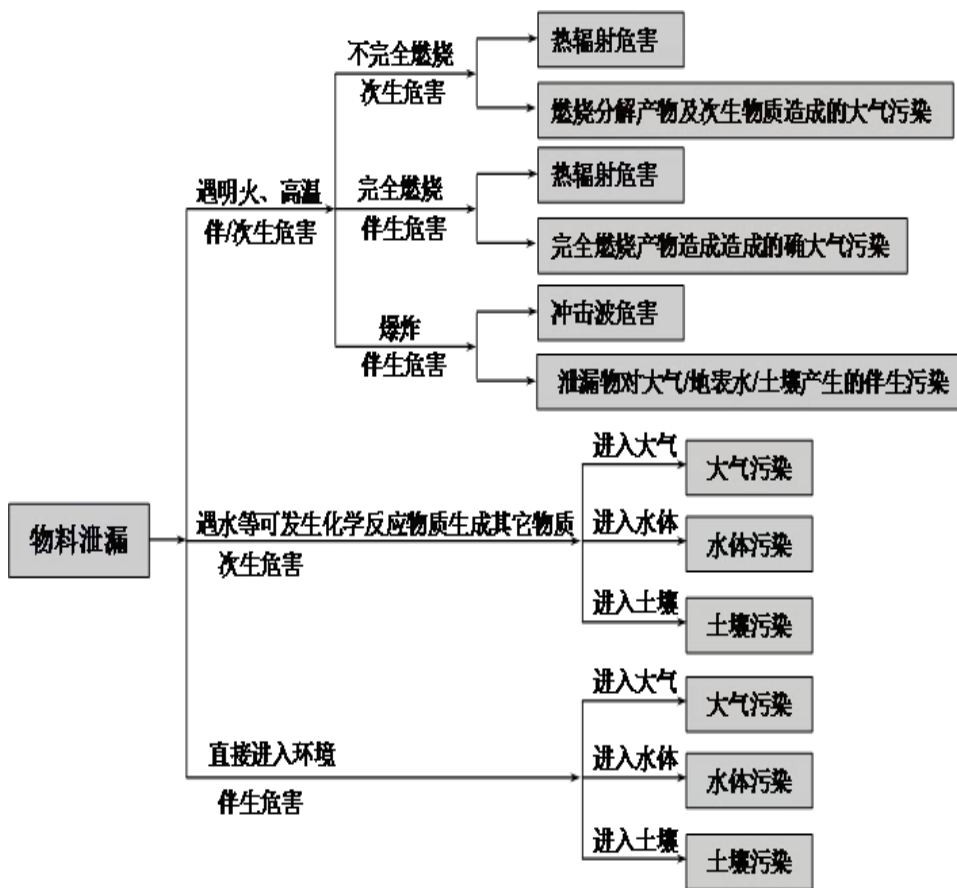 热辐射危害
不完全燃烧
次生危害
燃烧分解产物及次生物质造成的大气污染
热辐射危害
遇明火、高温
伴/次生危害
完全燃烧
伴生危害
完全燃烧产物造成造成的确大气污染
冲击波危害
爆炸
伴生危害
泄漏物对大气/地表水/土壤产生的伴生污染
进入大气
大气污染
物料泄漏
遇水等可发生化学反应物质生成其它物质
次生危害
进入水体
水体污染
进入土壤
土壤污染
进入大气
大气污染
直接进入环境
伴生危害
进入水体
水体污染
进入土壤
土壤污染